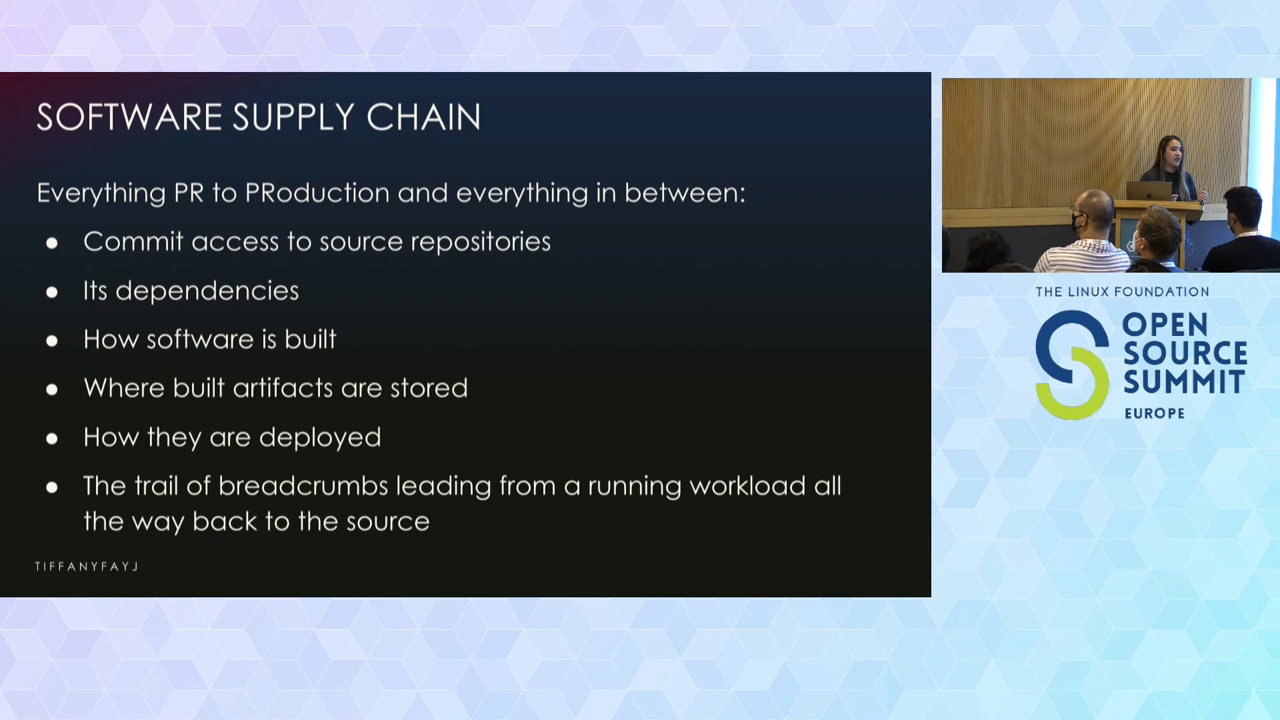 SOFTWARE SUPPLY CHAIN
Everything PR to PRoduction and everything in between:
● Commit access to source repositories
● Its dependencies
● How software is built
● Where built artifacts are stored
● How they are deployed
● The trail of breadcrumbs leading from a running workload all
the way back to the source
TIFFANYFAYJ
THE LINUX FOUNDATION
OPEN
SOURCE
SUMMIT
EUROPE